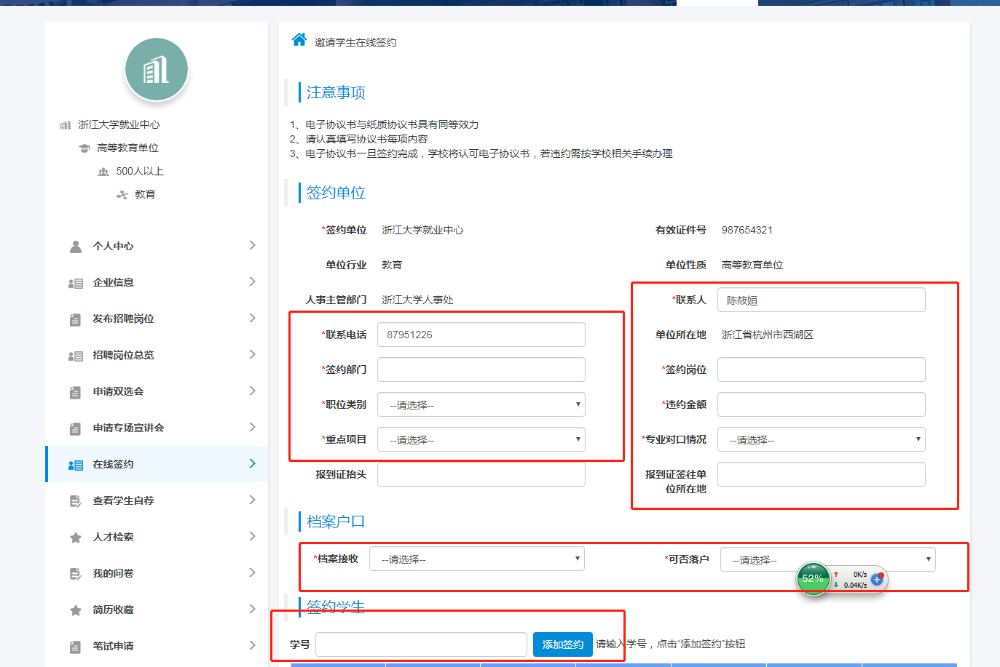 浙江大学就业中心
高等教育单位
500人以上
教育
个人中心
企业信息
发布招聘岗位
招聘岗位总览
申请双选会
申请专场宣讲会
在线签约
查看学生自荐
人才检索
我的问卷
简历收藏
笔试申请
邀请学生在线签约
注意事项
1、电子协议书与纸质协议书具有同等效力
2、请认真填写协议书每项内容
3、电子协议书一旦签约完成，学校将认可电子协议书，若违约需按学校相关手续办理
签约单位
*签约单位 浙江大学就业中心 有效证件号 987654321
单位行业 教育 单位性质 高等教育单位
人事主管部门 浙江大学人事处 *联系人 陈筱姮
*联系电话 87951226 单位所在地 浙江省杭州市西湖区
*签约部门 *签约岗位
*职位类别 --请选择-- *违约金额
*重点项目 --请选择-- *专业对口情况 --请选择--
报到证抬头 报到证签往单
位所在地
档案户口
*档案接收 --请选择-- *可否落户 --请选择--
52% 0K/s
0.04K/s
签约学生
学号 添加签约 请输入学号，点击“添加签约”按钮